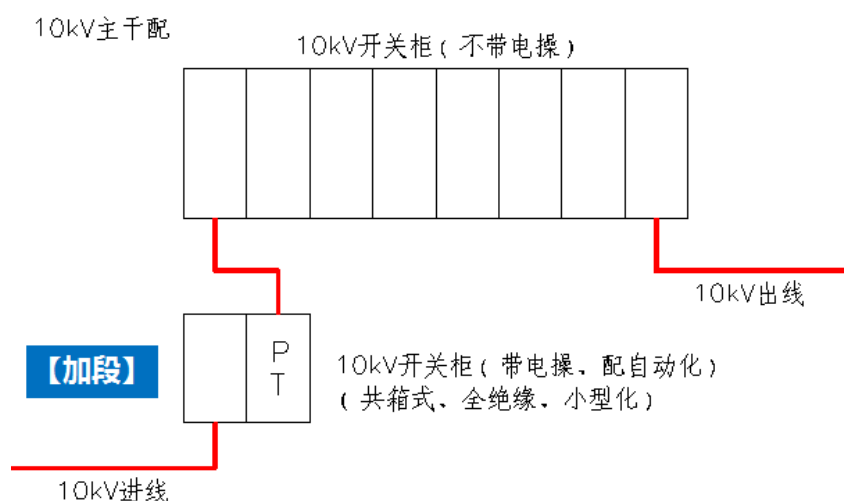 10kV主干配
10kV开关柜(不带电操)
10kV出线
PT
【加段】
10kV开关柜(带电操、配自动化)
(共箱式、全绝缘、小型化)
10kV进线